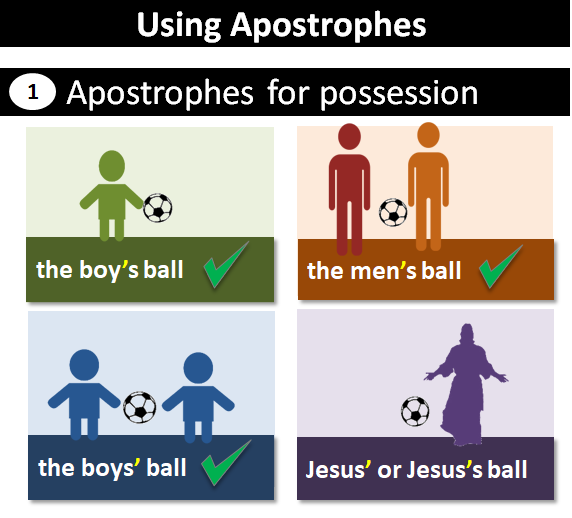 Using Apostrophes
1 Apostrophes for possession
the boy's ball
the men's ball
the boys' ball
Jesus' or Jesus's ball